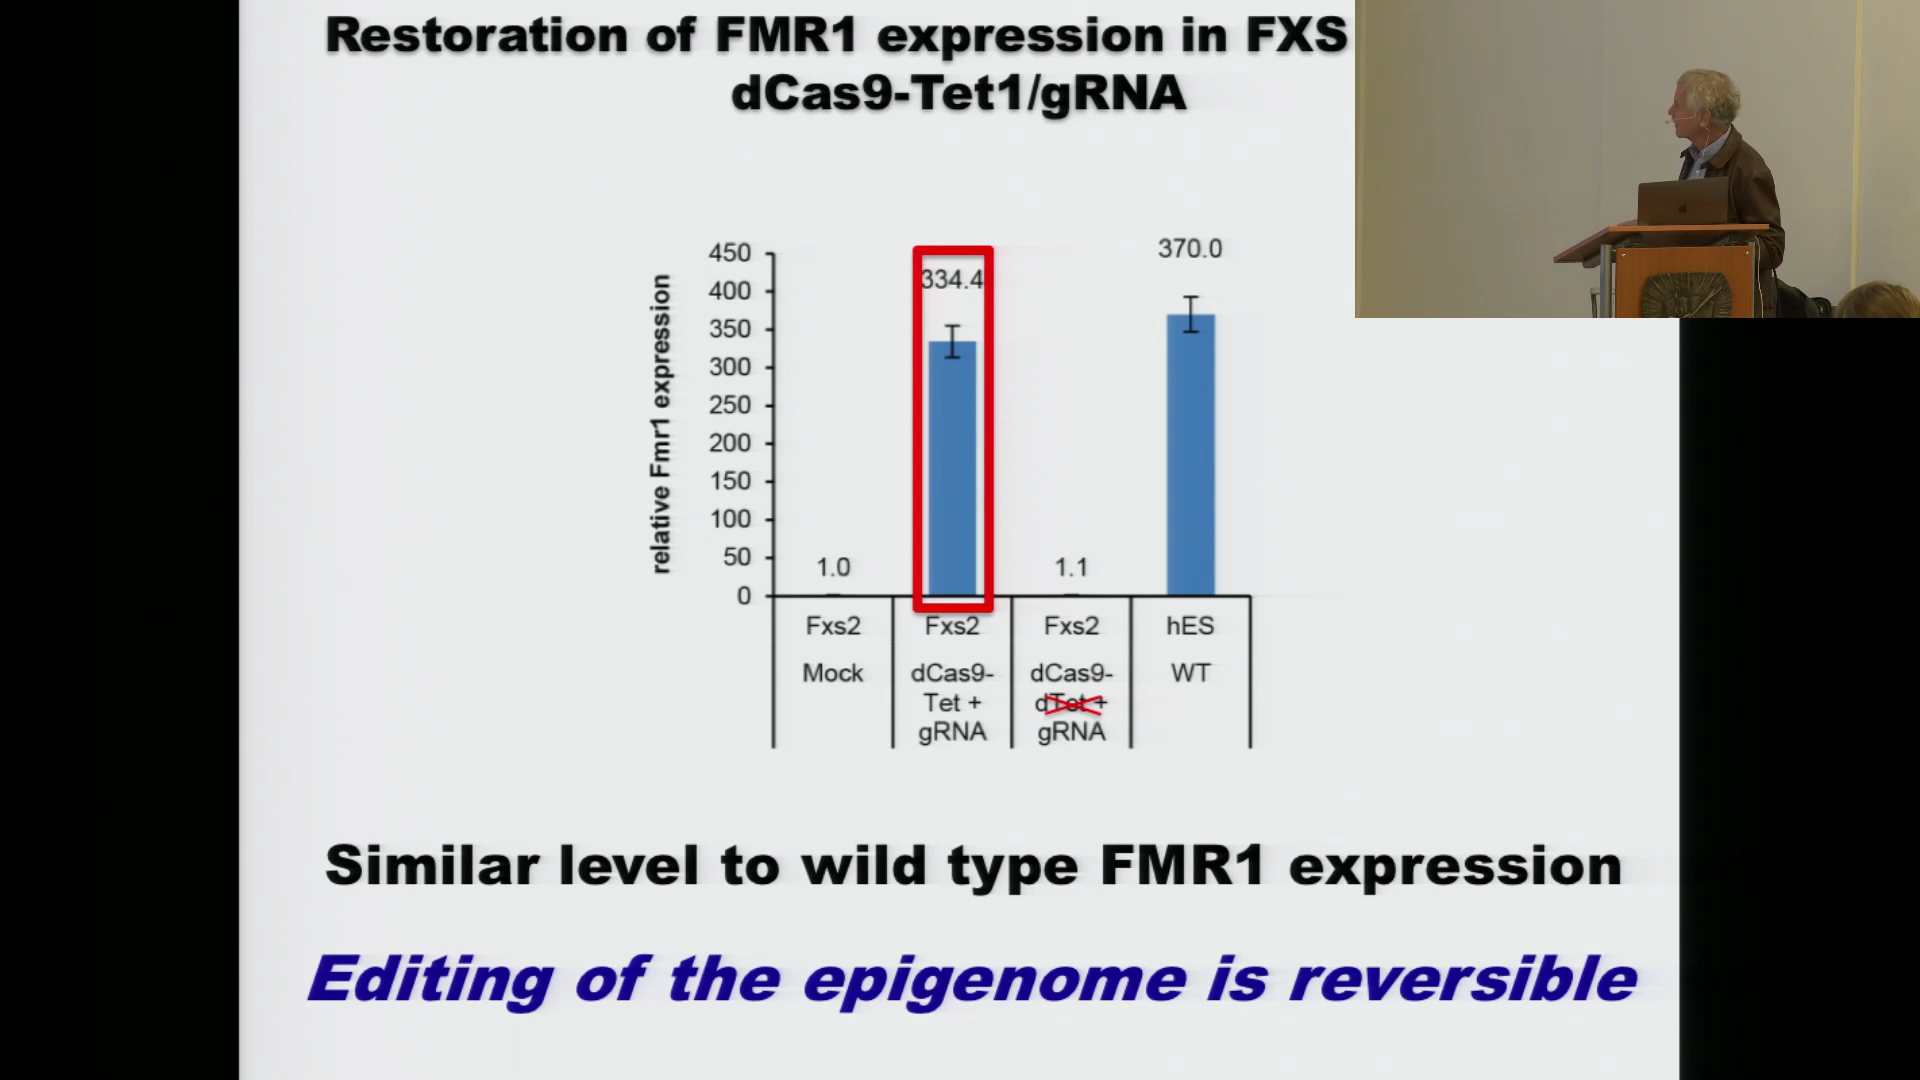 Restoration of FMR1 expression in FXS
dCas9-Tet1/gRNA
relative Fmr1 expression
450
400
350
300
250
200
150
100
50
0
1.0
334.4
1.1
370.0
Fxs2
Fxs2
Fxs2
hES
Mock
dCas9-
Tet +
gRNA
dCas9-
dTet +
gRNA
WT
Similar level to wild type FMR1 expression
Editing of the epigenome is reversible